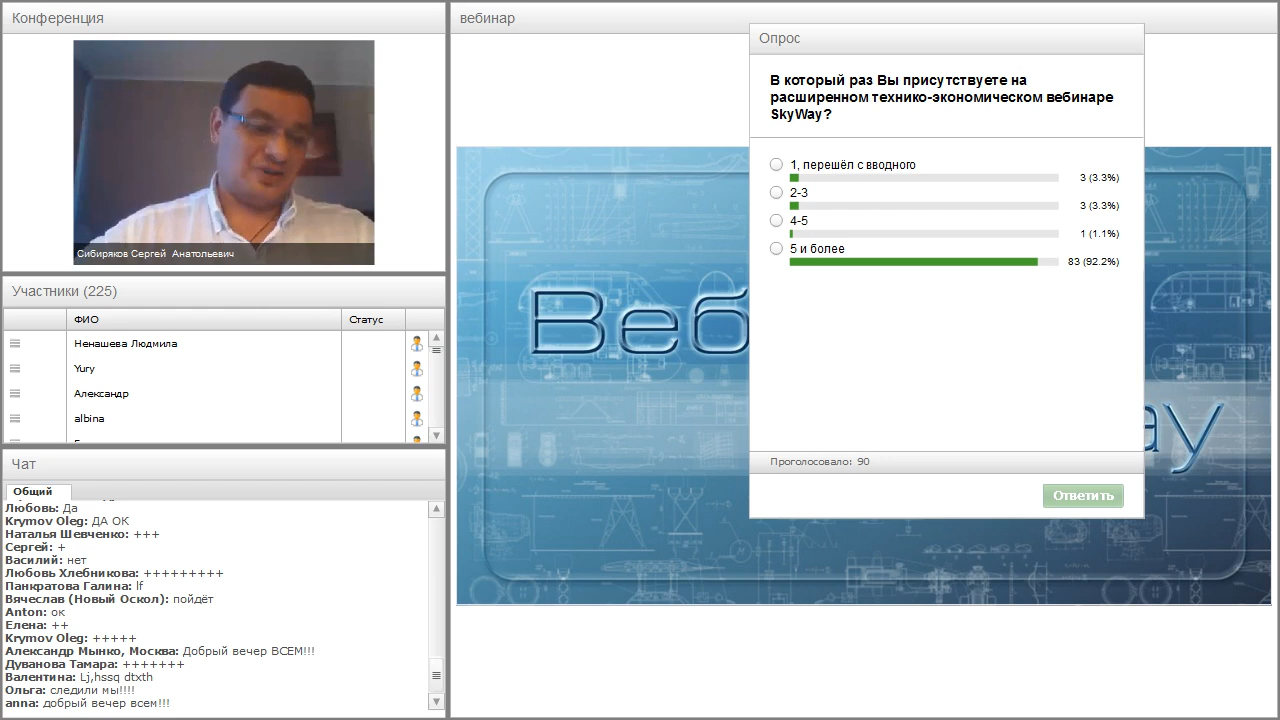 Конференция
Сибиряков Сергей Анатольевич
Участники (225)
ФИО Статус
Ненашева Людмила
Yury
Александр
albina
Чат
Общий
Любовь: Да
Krymov Oleg: ДА ОК
Наталья Шевченко: +++
Сергей: +
Василий: нет
Любовь Хлебникова: +++++++++
Панкратова Галина: lf
Вячеслав (Новый Оскол): пойдёт
Anton: ок
Елена: ++
Krymov Oleg: +++++
Александр Мынко, Москва: Добрый вечер ВСЕМ!!!
Дуванова Тамара: +++++++
Валентина: Lj,hssq dtxth
Ольга: следили мы!!!!
anna: добрый вечер всем!!!
вебинар
Опрос
В который раз Вы присутствуете на
расширенном технико-экономическом вебинаре
SkyWay?
1, перешёл с вводного
3 (3.3%)
2-3
3 (3.3%)
4-5
1 (1.1%)
5 и более
83 (92.2%)
Проголосовало: 90
Ответить
Веб
ay